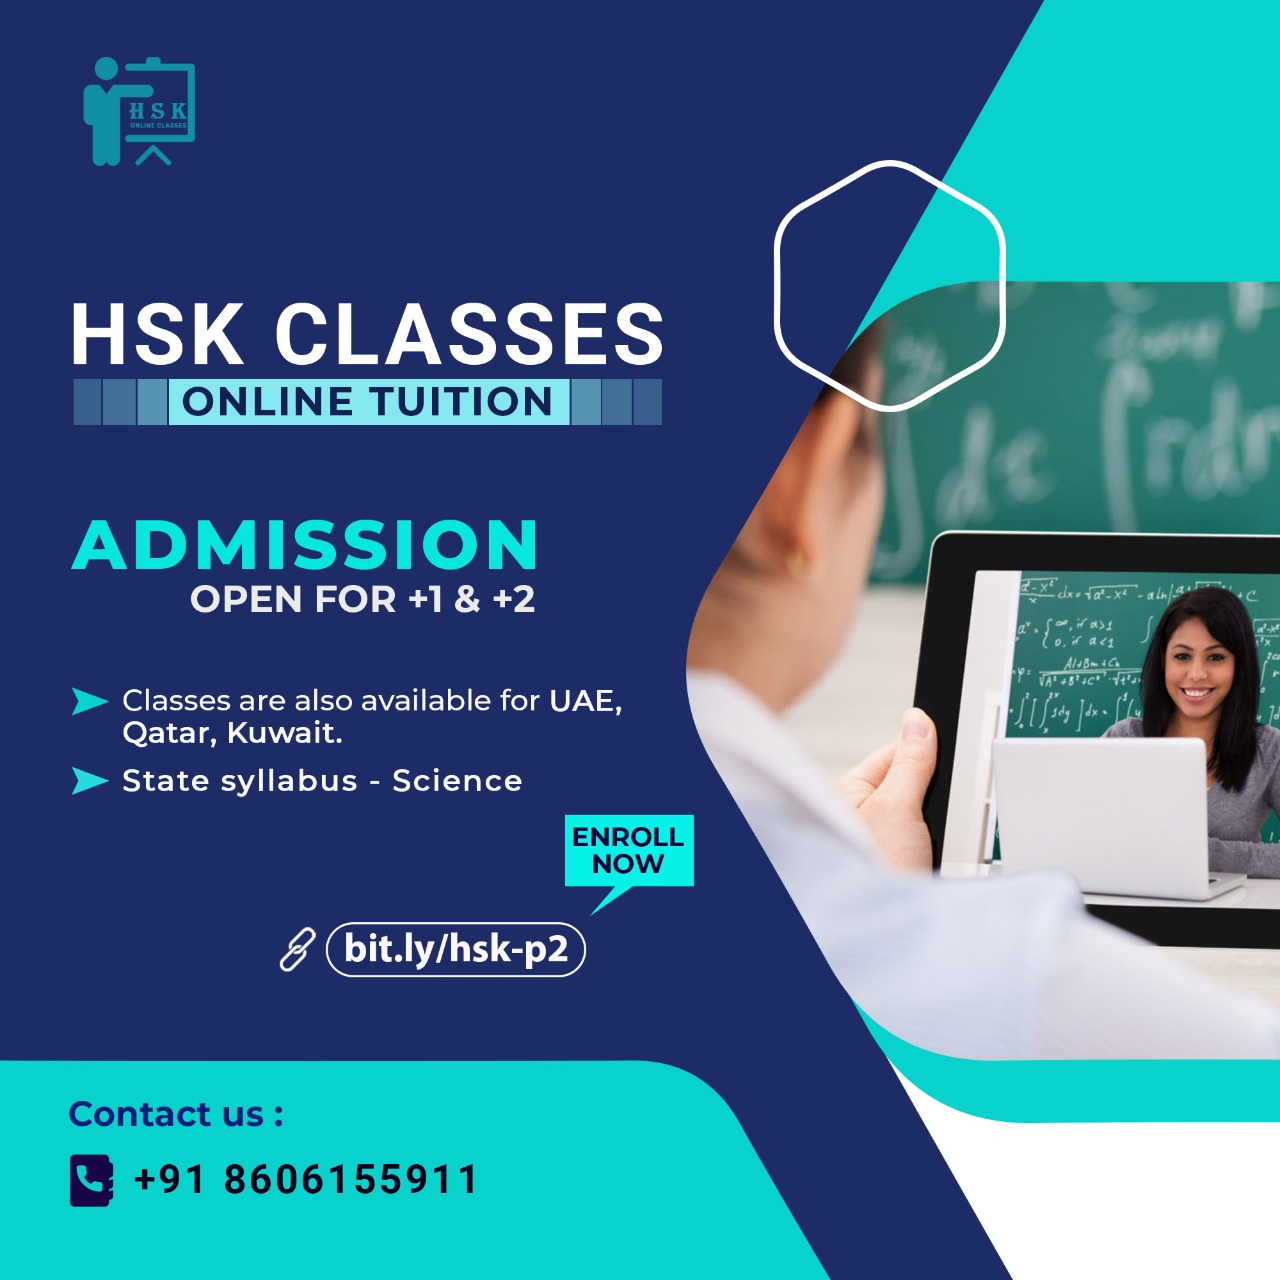 HSK
ONLINE CLASSES
HSK CLASSES
ONLINE TUITION
ADMISSION
OPEN FOR +1 & +2
Classes are also available for UAE,
Qatar, Kuwait.
State syllabus - Science
ENROLL
NOW
bit.ly/hsk-p2
Contact us :
+91 8606155911